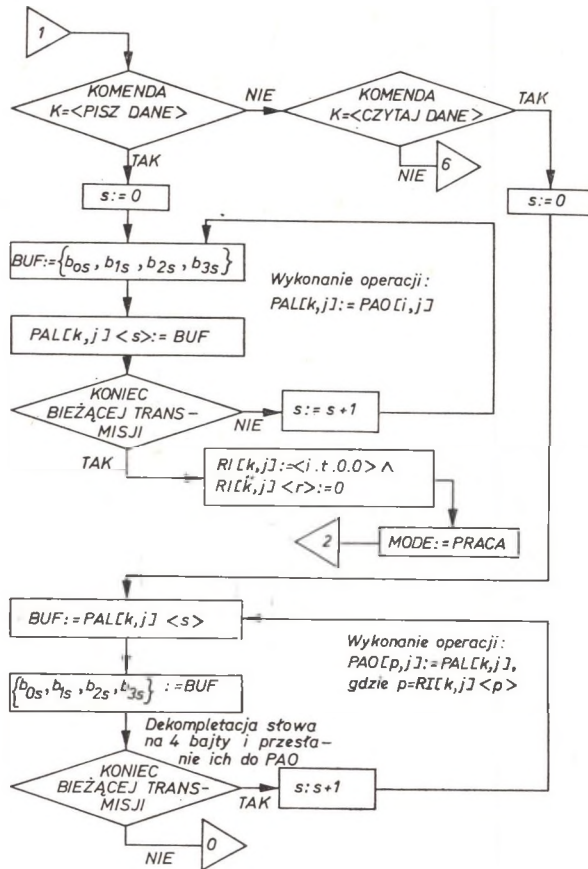 1
KOMENDA
K=<PISZ DANE>
NIE
KOMENDA
K=<CZYTAJ DANE>
TAK
TAK
NIE
6
s:=0
s:=0
BUF:={b0s, b1s, b2s, b3s}
Wykonanie operacji:
PAL[k,j]:=PAO[i,j]
PAL[k,j]<s>:=BUF
KONIEC
BIEŻĄCEJ TRANS-
MISJI
NIE
s:=s+1
TAK
RI[k,j]:=<i.t.0.0> ∧
RI[k,j]<r>:=0
2
MODE:=PRACA
BUF:=PAL[k,j]<s>
Wykonanie operacji:
PAO[p,j]:=PAL[k,j],
gdzie p=RI[k,j]<p>
{b0s, b1s, b2s, b3s} :=BUF
Dekompletacja słowa
na 4 bajty i przesła-
nie ich do PAO
KONIEC
BIEŻĄCEJ TRANS-
MISJI
TAK
s:s+1
NIE
0